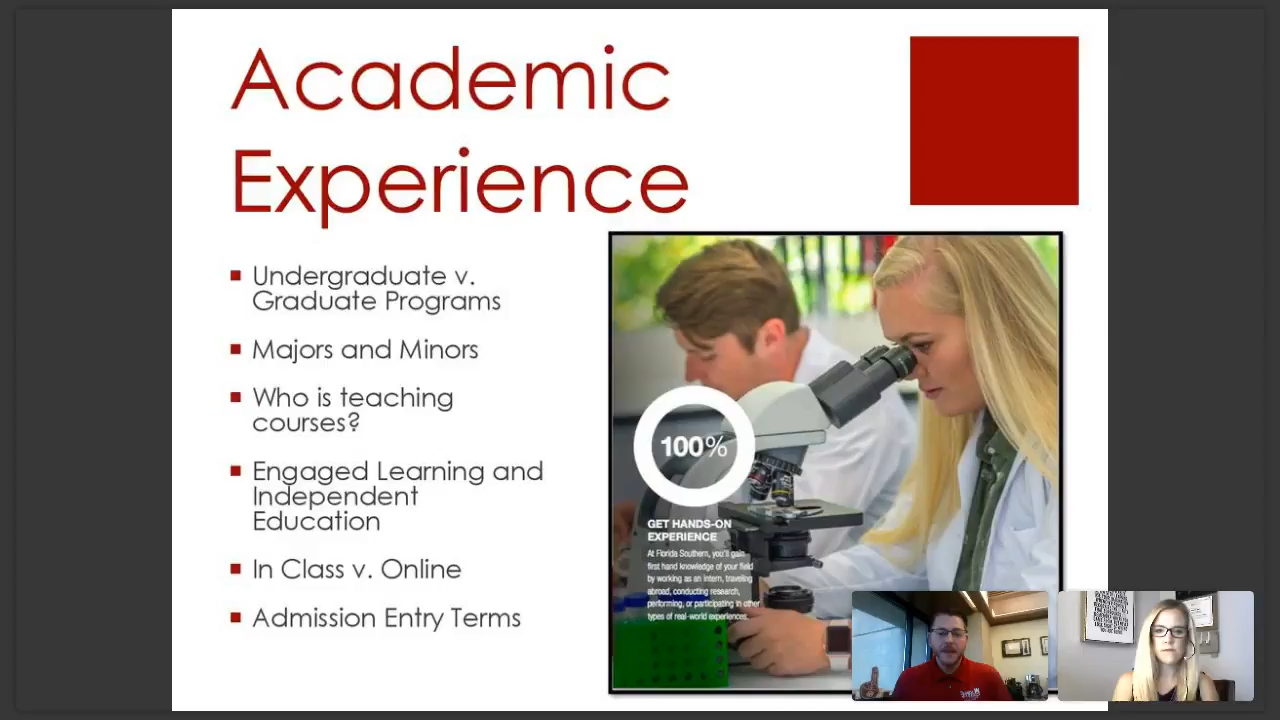 Academic
Experience
Undergraduate v.
Graduate Programs
Majors and Minors
Who is teaching
courses?
Engaged Learning and
Independent
Education
In Class v. Online
Admission Entry Terms
100%
GET HANDS-ON
EXPERIENCE
At Florida Southern, you'll gain
first hand knowledge of your field
by working as an intern, traveling
abroad, conducting research,
performing, or participating in other
types of real-world experiences.